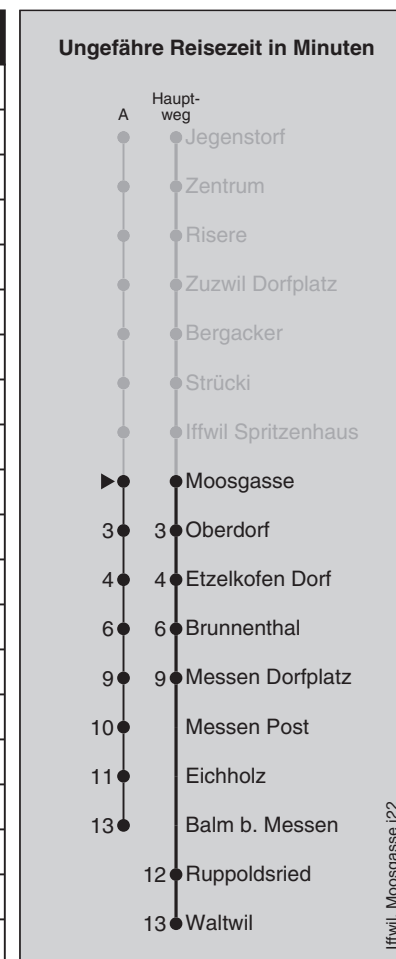 Ungefähre Reisezeit in Minuten
A Haupt-
weg
Jegenstorf
Zentrum
Risere
Zuzwil Dorfplatz
Bergacker
Strücki
Iffwil Spritzenhaus
Moosgasse
3 3 Oberdorf
4 4 Etzelkofen Dorf
6 6 Brunnenthal
9 9 Messen Dorfplatz
10 Messen Post
11 Eichholz
13 Balm b. Messen
12 Ruppoldsried
13 Waltwil
Iffwil, Moosgasse.j22